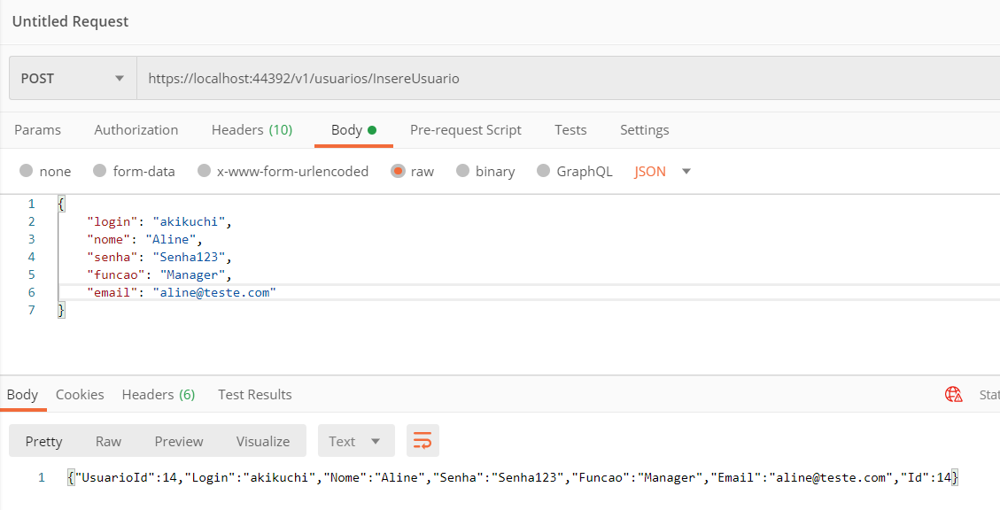 Untitled Request
POST https://localhost:44392/v1/usuarios/InsereUsuario
Params Authorization Headers (10) Body Pre-request Script Tests Settings
none form-data x-www-form-urlencoded raw binary GraphQL JSON
1 {
2 "login": "akikuchi",
3 "nome": "Aline",
4 "senha": "Senha123",
5 "funcao": "Manager",
6 "email": "aline@teste.com"
7 }
Body Cookies Headers (6) Test Results Stat
Pretty Raw Preview Visualize Text
1 {"UsuarioId":14,"Login":"akikuchi","Nome":"Aline","Senha":"Senha123","Funcao":"Manager","Email":"aline@teste.com","Id":14}